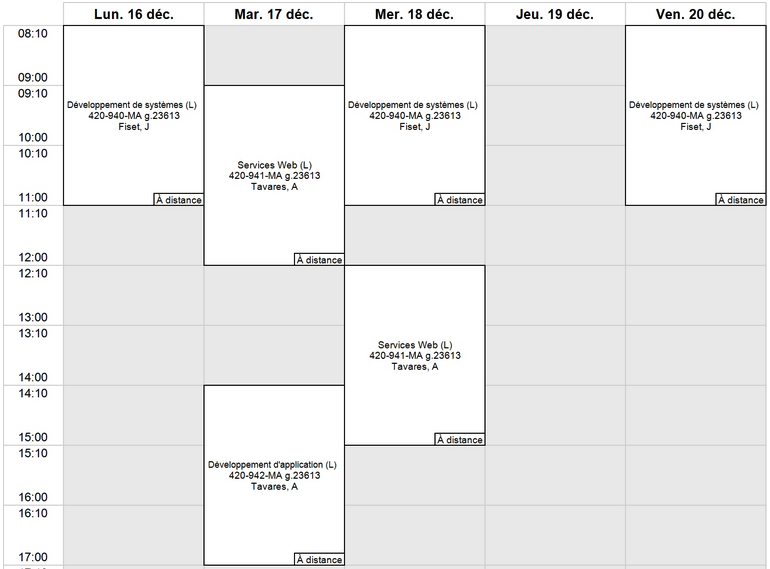 Lun. 16 déc. Mar. 17 déc. Mer. 18 déc. Jeu. 19 déc. Ven. 20 déc.
08:10
09:00
09:10
Développement de systèmes (L)
420-940-MA g.23613
Fiset, J
Développement de systèmes (L)
420-940-MA g.23613
Fiset, J
Développement de systèmes (L)
420-940-MA g.23613
Fiset, J
10:00
10:10
Services Web (L)
420-941-MA g.23613
Tavares, A
11:00
À distance
À distance
À distance
11:10
12:00
À distance
12:10
13:00
13:10
Services Web (L)
420-941-MA g.23613
Tavares, A
14:00
14:10
15:00
À distance
15:10
Développement d'application (L)
420-942-MA g.23613
Tavares, A
16:00
16:10
17:00
À distance